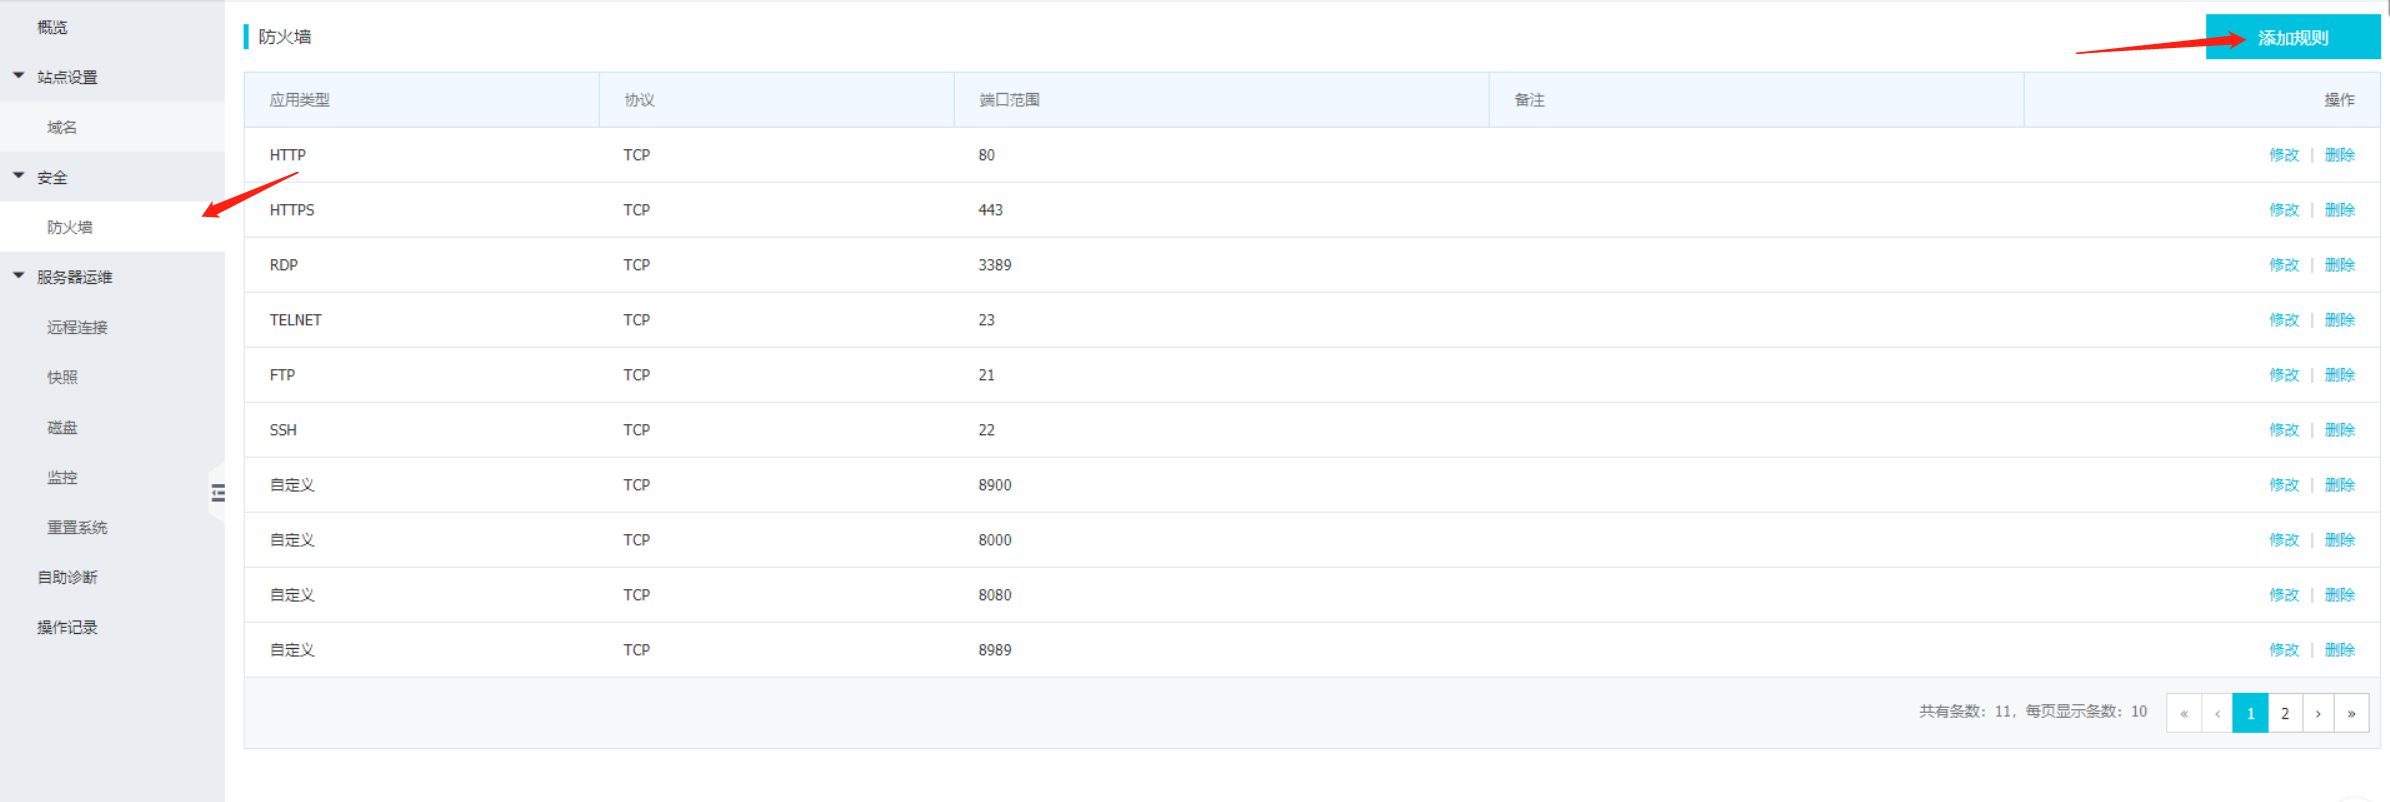 概览
站点设置
域名
安全
防火墙
服务器运维
远程连接
快照
磁盘
监控
重置系统
自助诊断
操作记录
防火墙
添加规则
应用类型 协议 端口范围 备注 操作
HTTP TCP 80 修改 | 删除
HTTPS TCP 443 修改 | 删除
RDP TCP 3389 修改 | 删除
TELNET TCP 23 修改 | 删除
FTP TCP 21 修改 | 删除
SSH TCP 22 修改 | 删除
自定义 TCP 8900 修改 | 删除
自定义 TCP 8000 修改 | 删除
自定义 TCP 8080 修改 | 删除
自定义 TCP 8989 修改 | 删除
共有条数：11，每页显示条数：10 « ‹ 1 2 › »